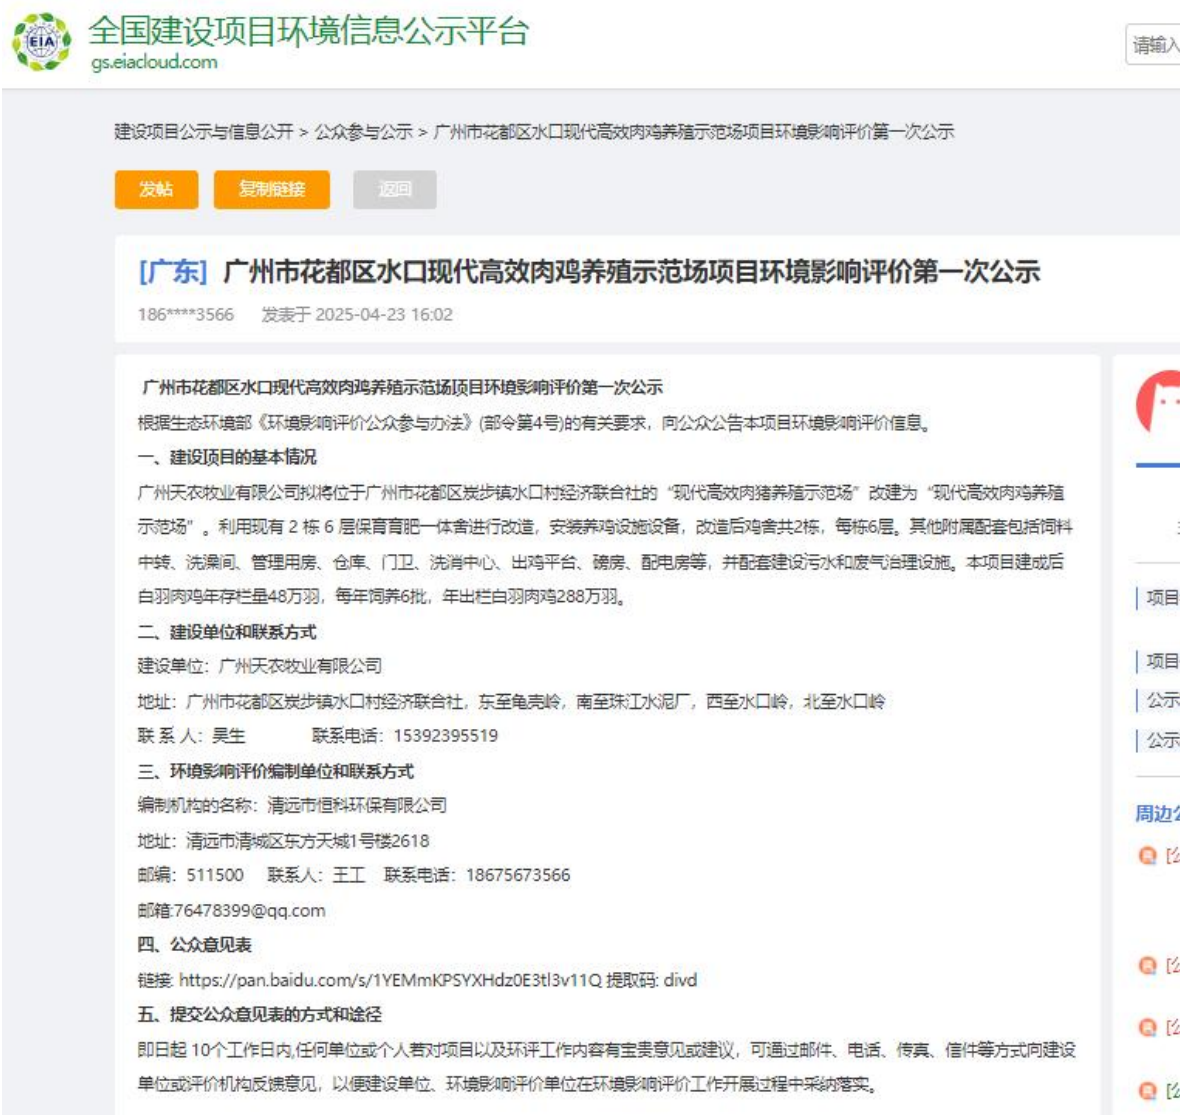 EIA
全国建设项目环境信息公示平台
gs.eiacloud.com
请输入
建设项目公示与信息公开 > 公众参与公示 > 广州市花都区水口现代高效肉鸡养殖示范场项目环境影响评价第一次公示
发帖 复制链接 返回
[广东] 广州市花都区水口现代高效肉鸡养殖示范场项目环境影响评价第一次公示
186****3566 发表于 2025-04-23 16:02
广州市花都区水口现代高效肉鸡养殖示范场项目环境影响评价第一次公示
根据生态环境部《环境影响评价公众参与办法》(部令第4号)的有关要求，向公众公告本项目环境影响评价信息。
一、建设项目的基本情况
广州天农牧业有限公司拟将位于广州市花都区炭步镇水口村经济联合社的“现代高效肉猪养殖示范场”改建为“现代高效肉鸡养殖
示范场”。利用现有 2 栋 6 层保育育肥一体舍进行改造，安装养鸡设施设备，改造后鸡舍共2栋，每栋6层。其他附属配套包括饲料
中转、洗澡间、管理用房、仓库、门卫、洗消中心、出鸡平台、磅房、配电房等，并配套建设污水和废气治理设施。本项目建成后
白羽肉鸡年存栏量48万羽，每年饲养6批，年出栏白羽肉鸡288万羽。
二、建设单位和联系方式
建设单位：广州天农牧业有限公司
地址：广州市花都区炭步镇水口村经济联合社，东至龟壳岭，南至珠江水泥厂，西至水口岭，北至水口岭
联 系 人：吴生 联系电话：15392395519
三、环境影响评价编制单位和联系方式
编制机构的名称：清远市恒科环保有限公司
地址：清远市清城区东方天城1号楼2618
邮编：511500 联系人：王工 联系电话：18675673566
邮箱:76478399@qq.com
四、公众意见表
链接: https://pan.baidu.com/s/1YEMmKPSYXHdz0E3tl3v11Q 提取码: divd
五、提交公众意见表的方式和途径
即日起 10个工作日内,任何单位或个人若对项目以及环评工作内容有宝贵意见或建议，可通过邮件、电话、传真、信件等方式向建设
单位或评价机构反馈意见，以便建设单位、环境影响评价单位在环境影响评价工作开展过程中采纳落实。
项目
项目
公示
公示
周边